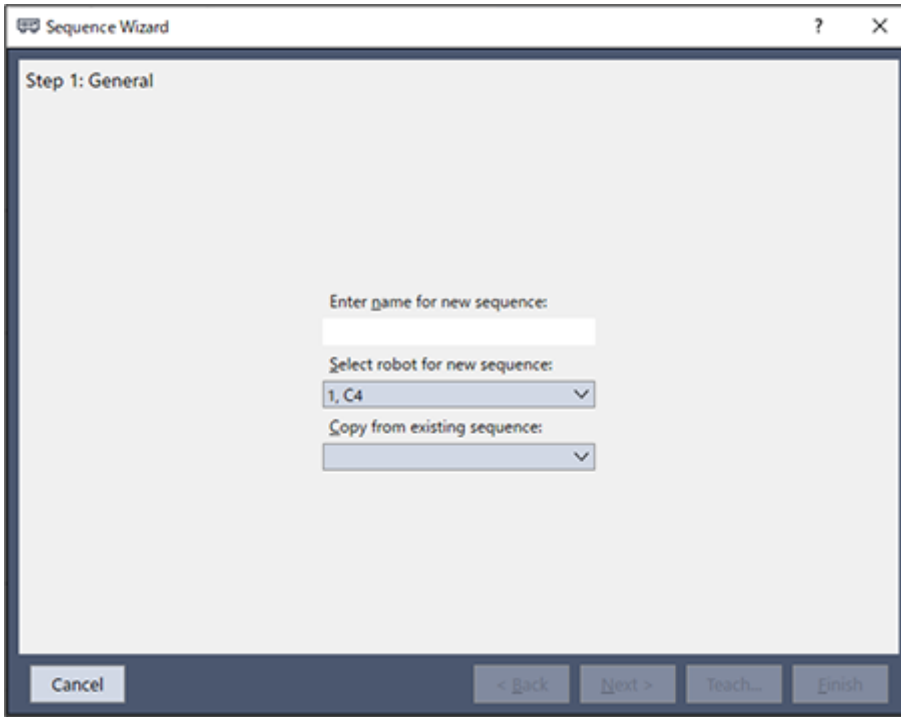 Sequence Wizard ?
Step 1: General
Enter name for new sequence:
Select robot for new sequence:
1, C4
Copy from existing sequence:
Cancel < Back Next > Teach... Finish